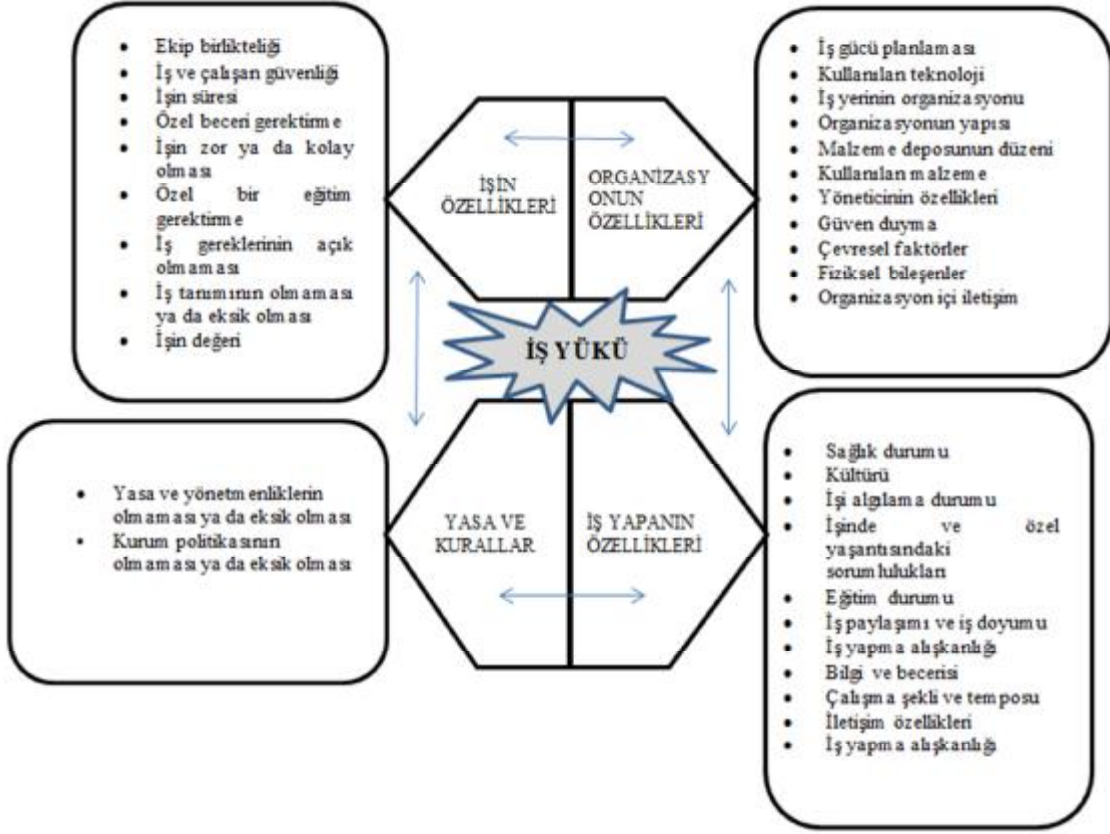 Ekip birlikteliği
İş ve çalışan güvenliği
İşin süresi
Özel beceri gerektirme
İşin zor ya da kolay
olması
Özel bir eğitim
gerektirme
İş gereklerinin açık
olmaması
İş tanımının olmaması
ya da eksik olması
İşin değeri
İŞİN
ÖZELLİKLERİ
ORGANİZASY
ONUN
ÖZELLİKLERİ
İş gücü planlaması
Kullanılan teknoloji
İş yerinin organizasyonu
Organizasyonun yapısı
Malzeme deposunun düzeni
Kullanılan malzeme
Yöneticinin özellikleri
Güven duyma
Çevresel faktörler
Fiziksel bileşenler
Organizasyon içi iletişim
İŞ YÜKÜ
Yasa ve yönetmenliklerin
olmaması ya da eksik olması
Kurum politikasının
olmaması ya da eksik olması
YASA VE
KURALLAR
İŞ YAPANIN
ÖZELLİKLERİ
Sağlık durumu
Kültürü
İşi algılama durumu
İşinde ve özel
yaşantısındaki
sorumlulukları
Eğitim durumu
İş paylaşımı ve iş doyumu
İş yapma alışkanlığı
Bilgi ve becerisi
Çalışma şekli ve temposu
İletişim özellikleri
İş yapma alışkanlığı